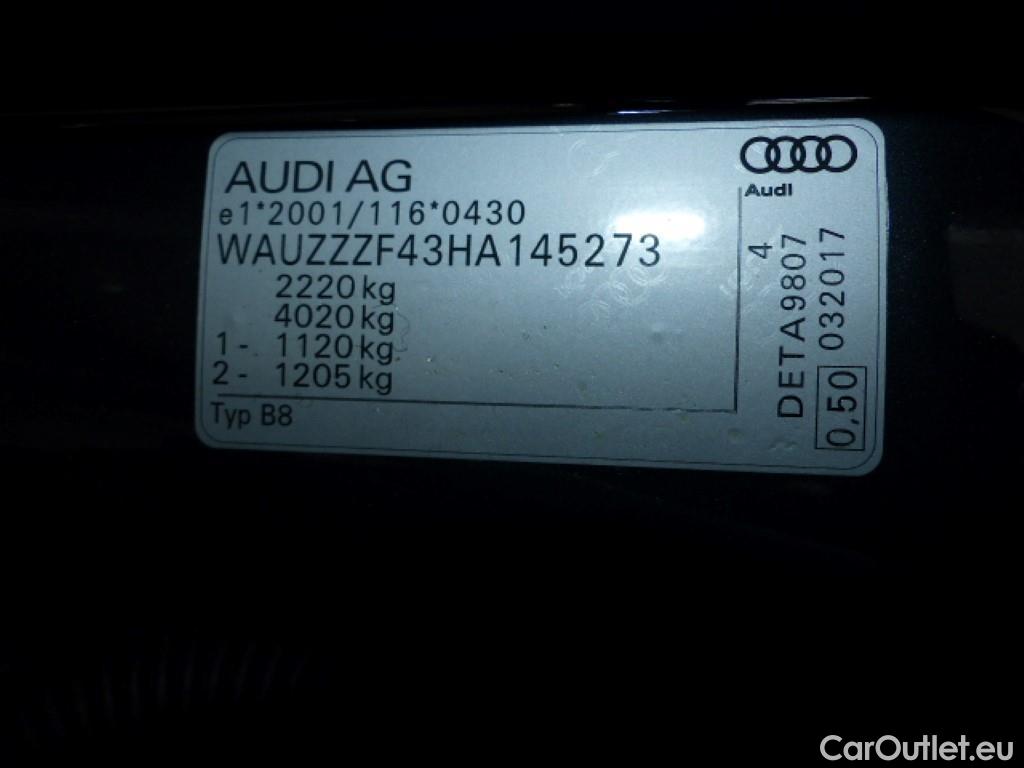 AUDI AG
e1*2001/116*0430
WAUZZZF43HA145273
2220 kg
4020 kg
1 - 1120 kg
2 - 1205 kg
Typ B8
Audi
DETA9807 4
0,50 032017
CarOutlet.eu